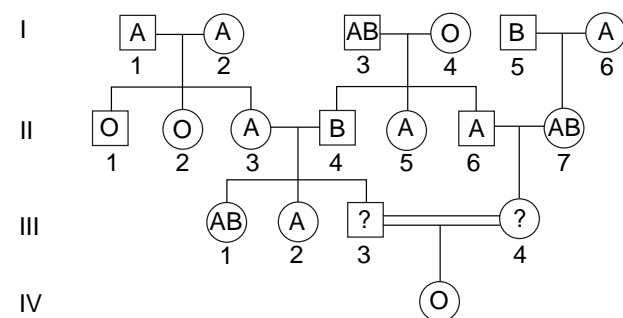 I A A AB O B A
1 2 3 4 5 6
II O O A B A A AB
1 2 3 4 5 6 7
III AB A ? ?
1 2 3 4
IV O